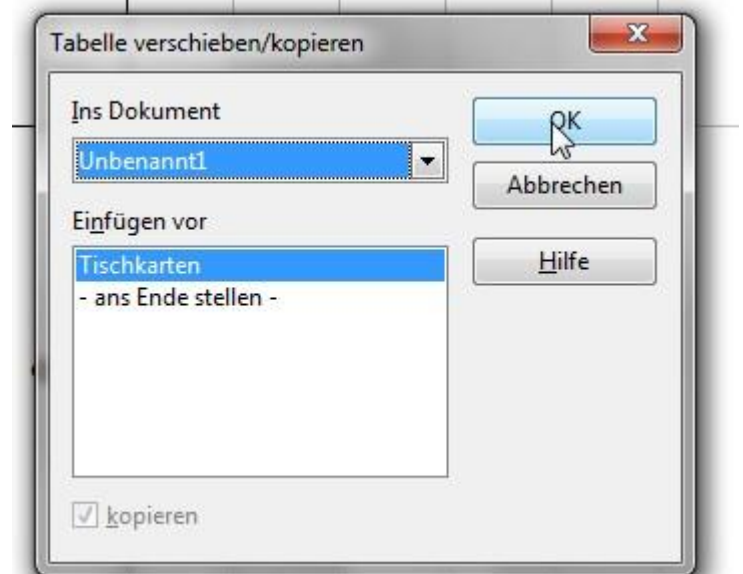 Tabelle verschieben/kopieren
Ins Dokument
Unbenannt1
Einfügen vor
Tischkarten
- ans Ende stellen -
kopieren
OK
Abbrechen
Hilfe